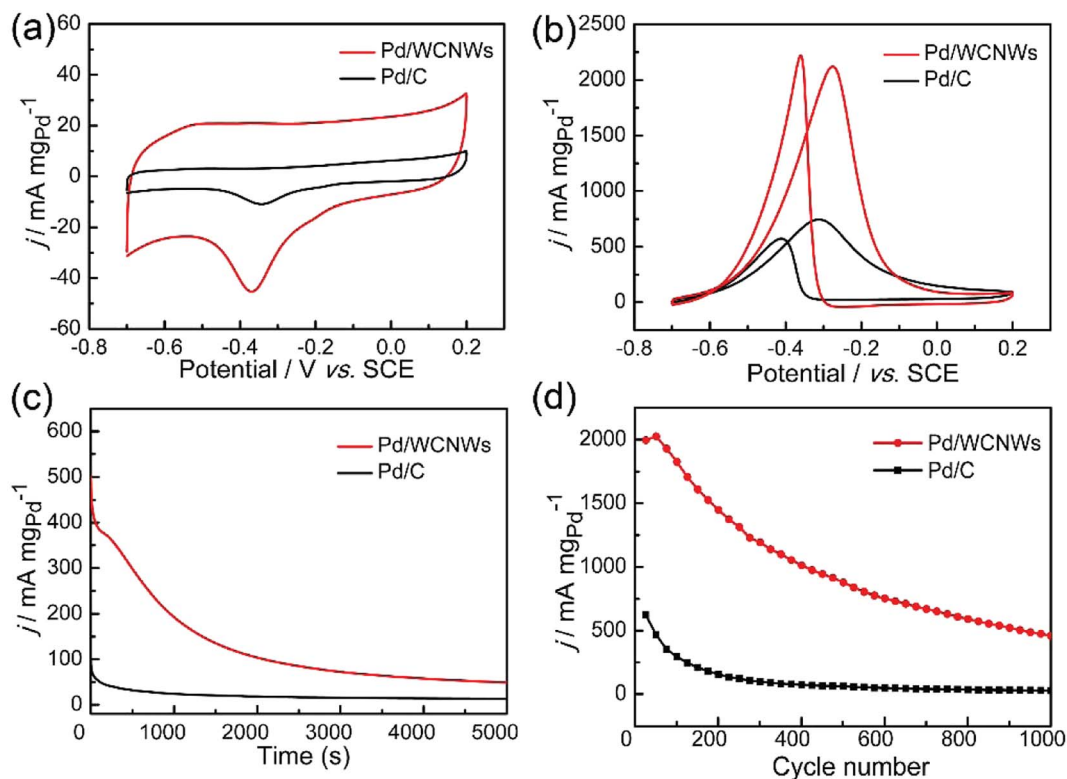 (a)
60
40
20
0
-20
-40
-60
j / mA mgPd⁻¹
Pd/WCNWs
Pd/C
-0.8 -0.6 -0.4 -0.2 0.0 0.2
Potential / V vs. SCE
(b)
2500
2000
1500
1000
500
0
j / mA mgPd⁻¹
Pd/WCNWs
Pd/C
-0.8 -0.6 -0.4 -0.2 0.0 0.2
Potential / vs. SCE
(c)
600
500
400
300
200
100
0
j / mA mgPd⁻¹
Pd/WCNWs
Pd/C
1000 2000 3000 4000 5000
Time (s)
(d)
2000
1500
1000
500
0
j / mA mgPd⁻¹
Pd/WCNWs
Pd/C
0 200 400 600 800 1000
Cycle number